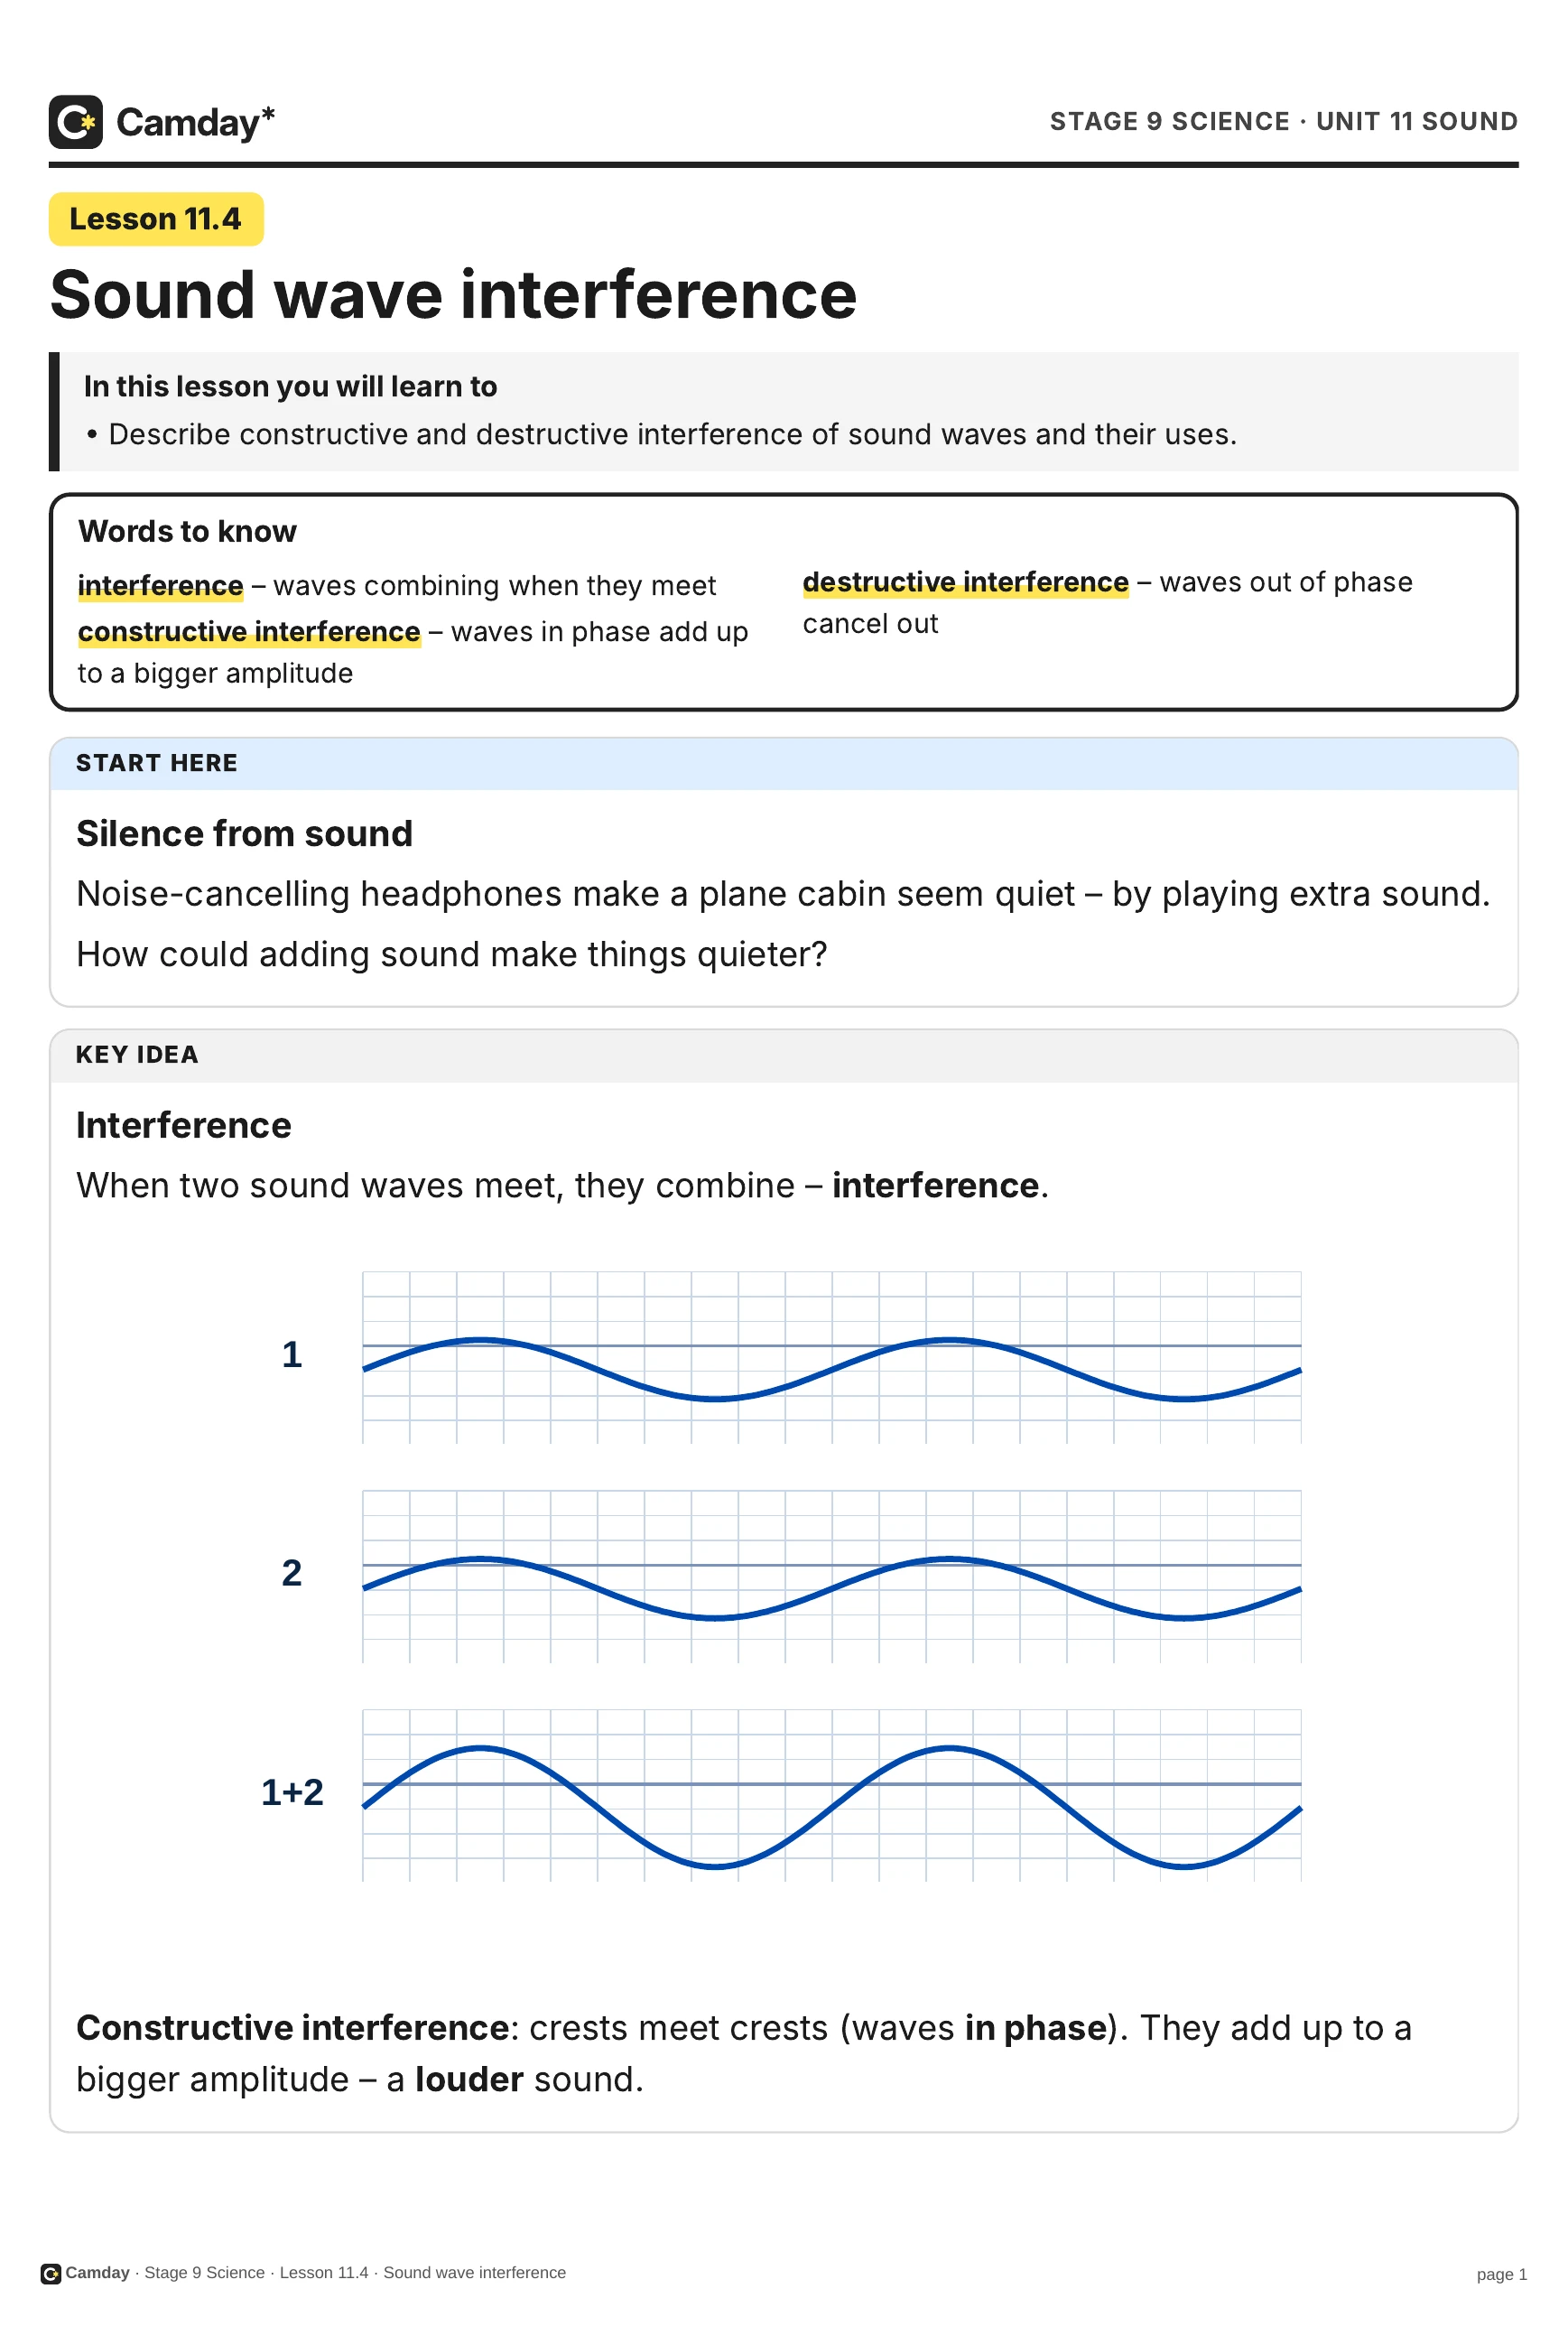 Camday*
STAGE 9 SCIENCE · UNIT 11 SOUND
Lesson 11.4
Sound wave interference
In this lesson you will learn to
• Describe constructive and destructive interference of sound waves and their uses.
Words to know
interference – waves combining when they meet
constructive interference – waves in phase add up
to a bigger amplitude
destructive interference – waves out of phase
cancel out
START HERE
Silence from sound
Noise-cancelling headphones make a plane cabin seem quiet – by playing extra sound.
How could adding sound make things quieter?
KEY IDEA
Interference
When two sound waves meet, they combine – interference.
1
2
1+2
Constructive interference: crests meet crests (waves in phase). They add up to a
bigger amplitude – a louder sound.
Camday · Stage 9 Science · Lesson 11.4 · Sound wave interference
page 1